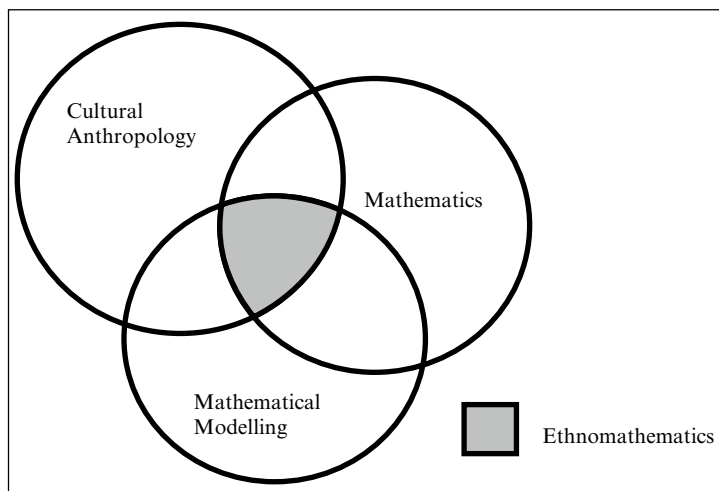 Cultural
Anthropology
Mathematics
Mathematical
Modelling
Ethnomathematics